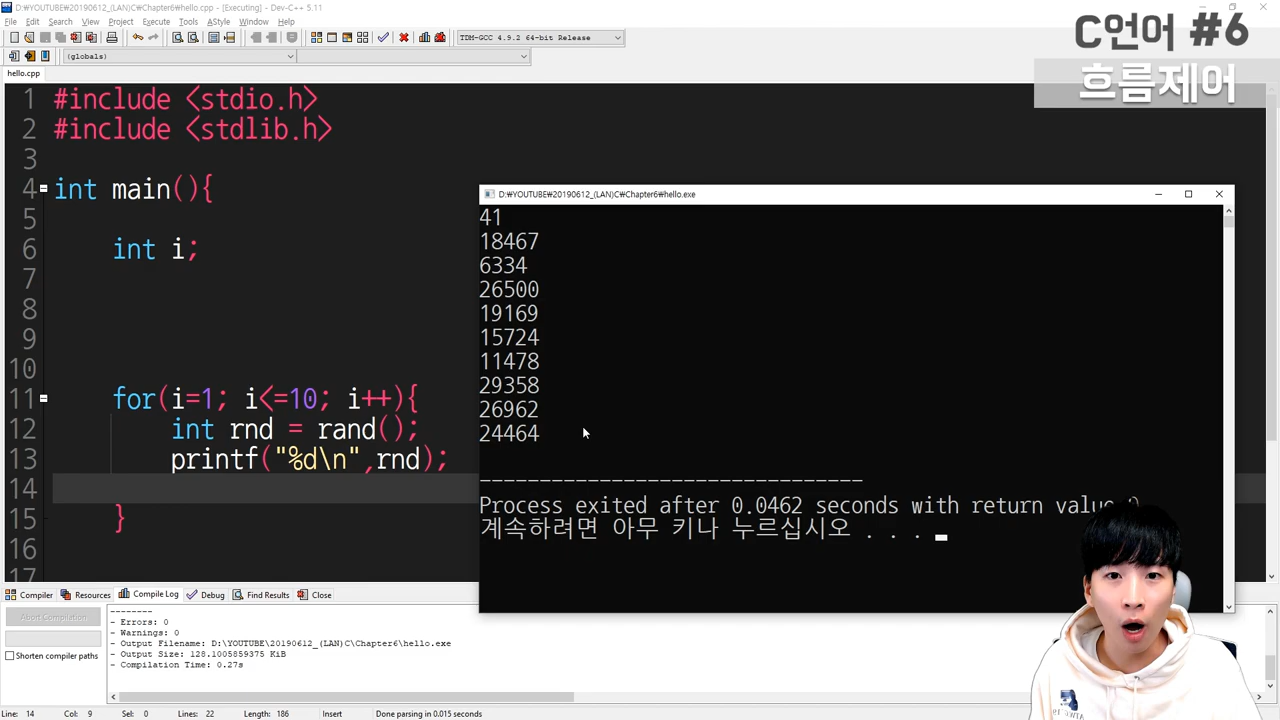 D:\YOUTUBE\20190612_(LAN)C\Chapter6\hello.cpp - [Executing] - Dev-C++ 5.11
File Edit Search View Project Execute Tools AStyle Window Help
TDM-GCC 4.9.2 64-bit Release
(globals)
hello.cpp
C언어 #6
흐름제어
1 #include <stdio.h>
2 #include <stdlib.h>
3
4 int main(){
5
6 int i;
7
8
9
10
11 for(i=1; i<=10; i++){
12 int rnd = rand();
13 printf("%d\n",rnd);
14
15 }
16
17
D:₩YOUTUBE₩20190612_(LAN)C₩Chapter6₩hello.exe
41
18467
6334
26500
19169
15724
11478
29358
26962
24464
--------------------------------
Process exited after 0.0462 seconds with return value 0
계속하려면 아무 키나 누르십시오 . . .
Compiler Resources Compile Log Debug Find Results Close
Abort Compilation
Shorten compiler paths
--------
- Errors: 0
- Warnings: 0
- Output Filename: D:\YOUTUBE\20190612_(LAN)C\Chapter6\hello.exe
- Output Size: 128.1005859375 KiB
- Compilation Time: 0.27s
Line: 14 Col: 9 Sel: 0 Lines: 22 Length: 186 Insert Done parsing in 0.015 seconds